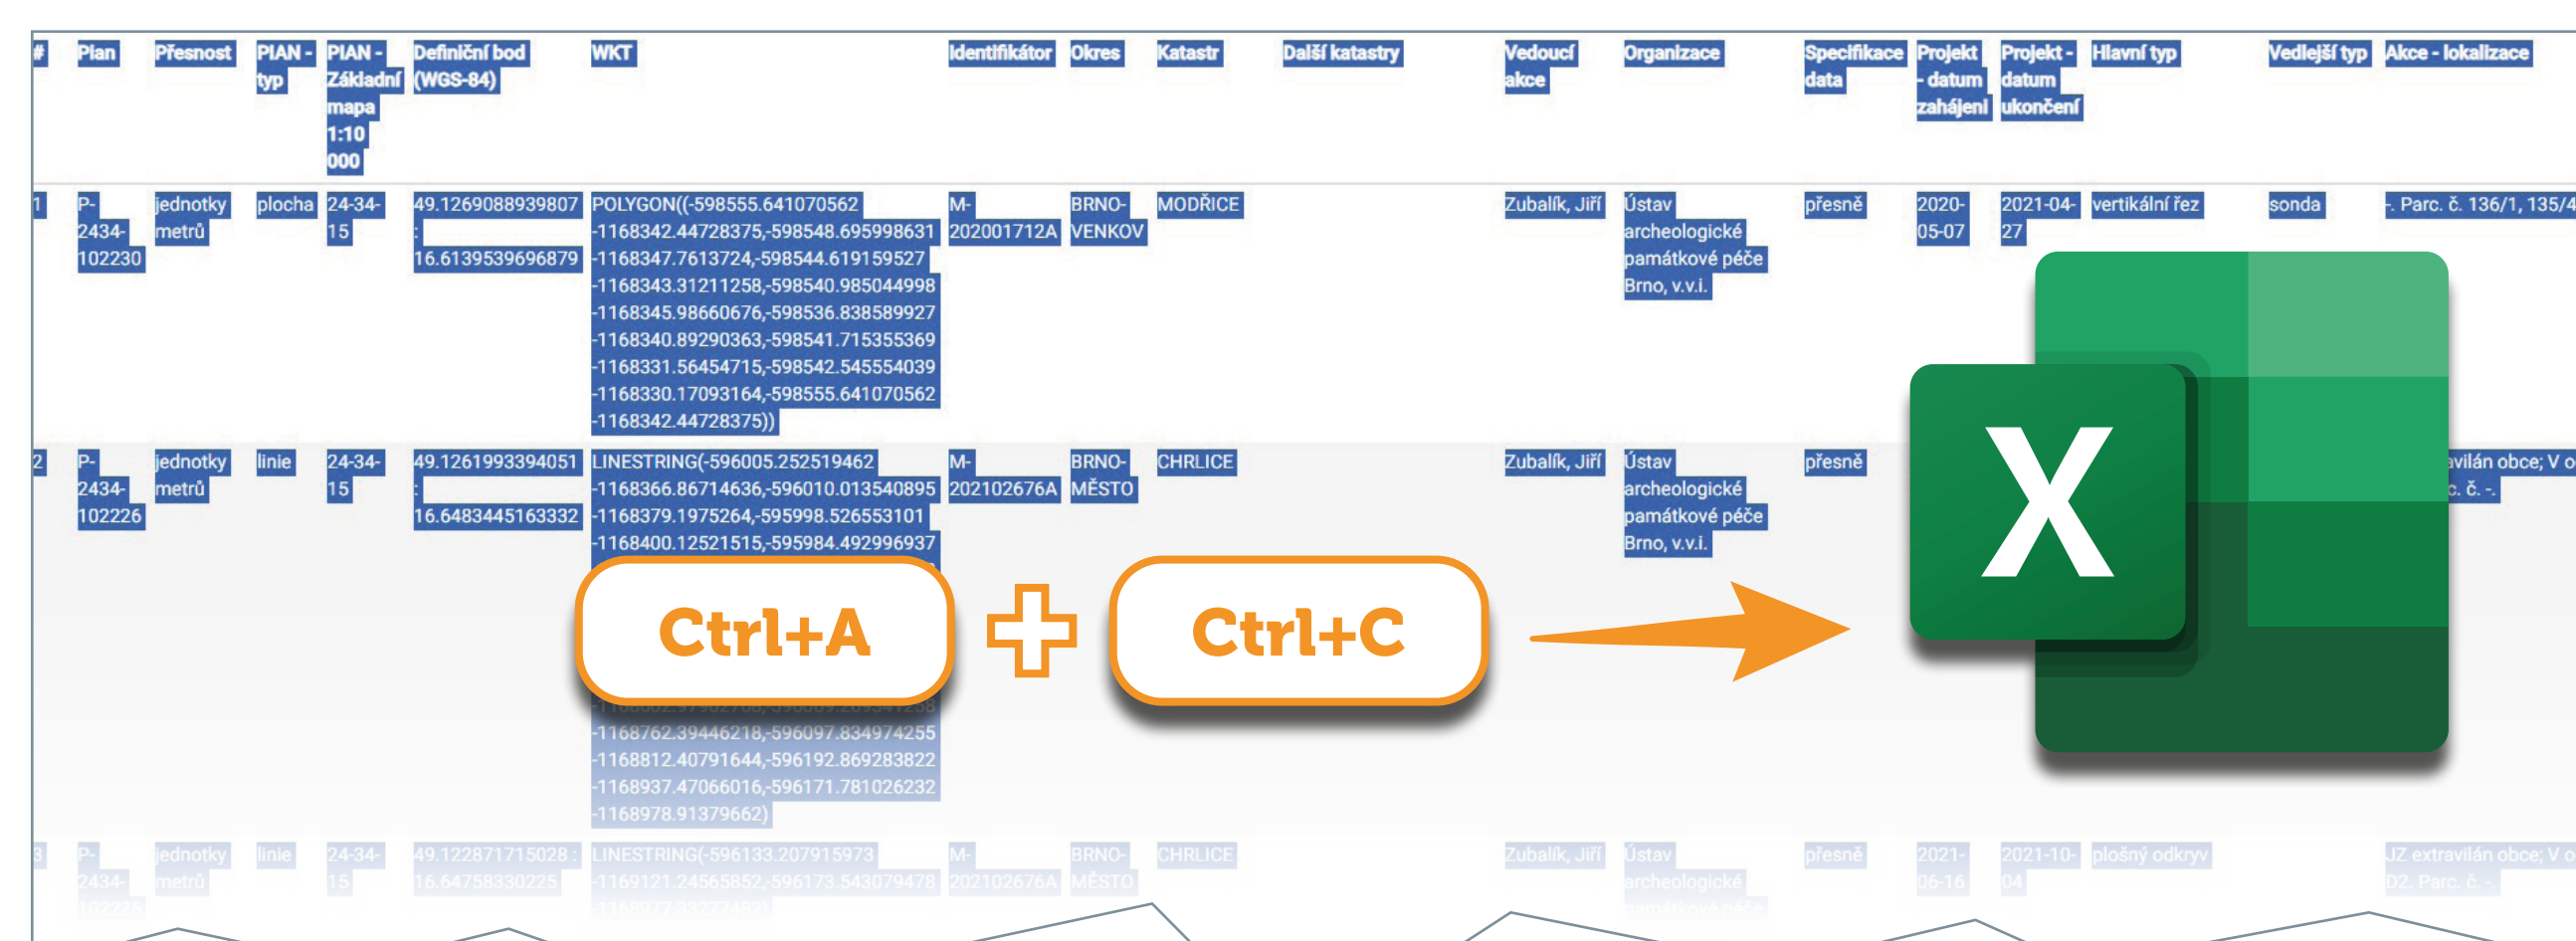 # Pian Přesnost PIAN - PIAN - Definiční bod WKT Identifikátor Okres Katastr Další katastry Vedoucí Organizace Specifikace Projekt Projekt - Hlavní typ Vedlejší typ Akce - lokalizace
typ Základní (WGS-84) akce data - datum datum
mapa zahájení ukončení
1:10
000
1 P- jednotky plocha 24-34- 49.1269088939807 POLYGON((-598555.641070562 M- BRNO- MODŘICE Zubalík, Jiří Ústav přesně 2020- 2021-04- vertikální řez sonda -. Parc. č. 136/1, 135/4
2434- metrů 15 : -1168342.44728375,-598548.695998631 202001712A VENKOV archeologické 05-07 27
102230 16.6139539696879 -1168347.7613724,-598544.619159527 památkové péče
-1168343.31211258,-598540.985044998 Brno, v.v.i.
-1168345.98660676,-598536.838589927
-1168340.89290363,-598541.715355369
-1168331.56454715,-598542.545554039
-1168330.17093164,-598555.641070562
-1168342.44728375))
2 P- jednotky linie 24-34- 49.1261993394051 LINESTRING(-596005.252519462 M- BRNO- CHRLICE Zubalík, Jiří Ústav přesně avilán obce; V o
2434- metrů 15 : -1168366.86714636,-596010.013540895 202102676A MĚSTO archeologické c. č. -.
102226 16.6483445163332 -1168379.1975264,-595998.526553101 památkové péče
-1168400.12521515,-595984.492996937 Brno, v.v.i.
Ctrl+A Ctrl+C X
-1168762.39446218,-596097.834974255
-1168812.40791644,-596192.869283822
-1168937.47066016,-596171.781026232
-1168978.91379662)
3 P- jednotky linie 24-34- 49.122871715028 : LINESTRING(-596133.207915973 M- BRNO- CHRLICE Zubalík, Jiří Ústav přesně 2021- 2021-10- plošný odkryv JZ extravilán obce; V o
2434- metrů 15 16.64758330225 -1169121.24565852,-596173.543079478 202102676A MĚSTO archeologické 06-16 04 D2. Parc. č. -.
102225 -1168977.33277482) památkové péče